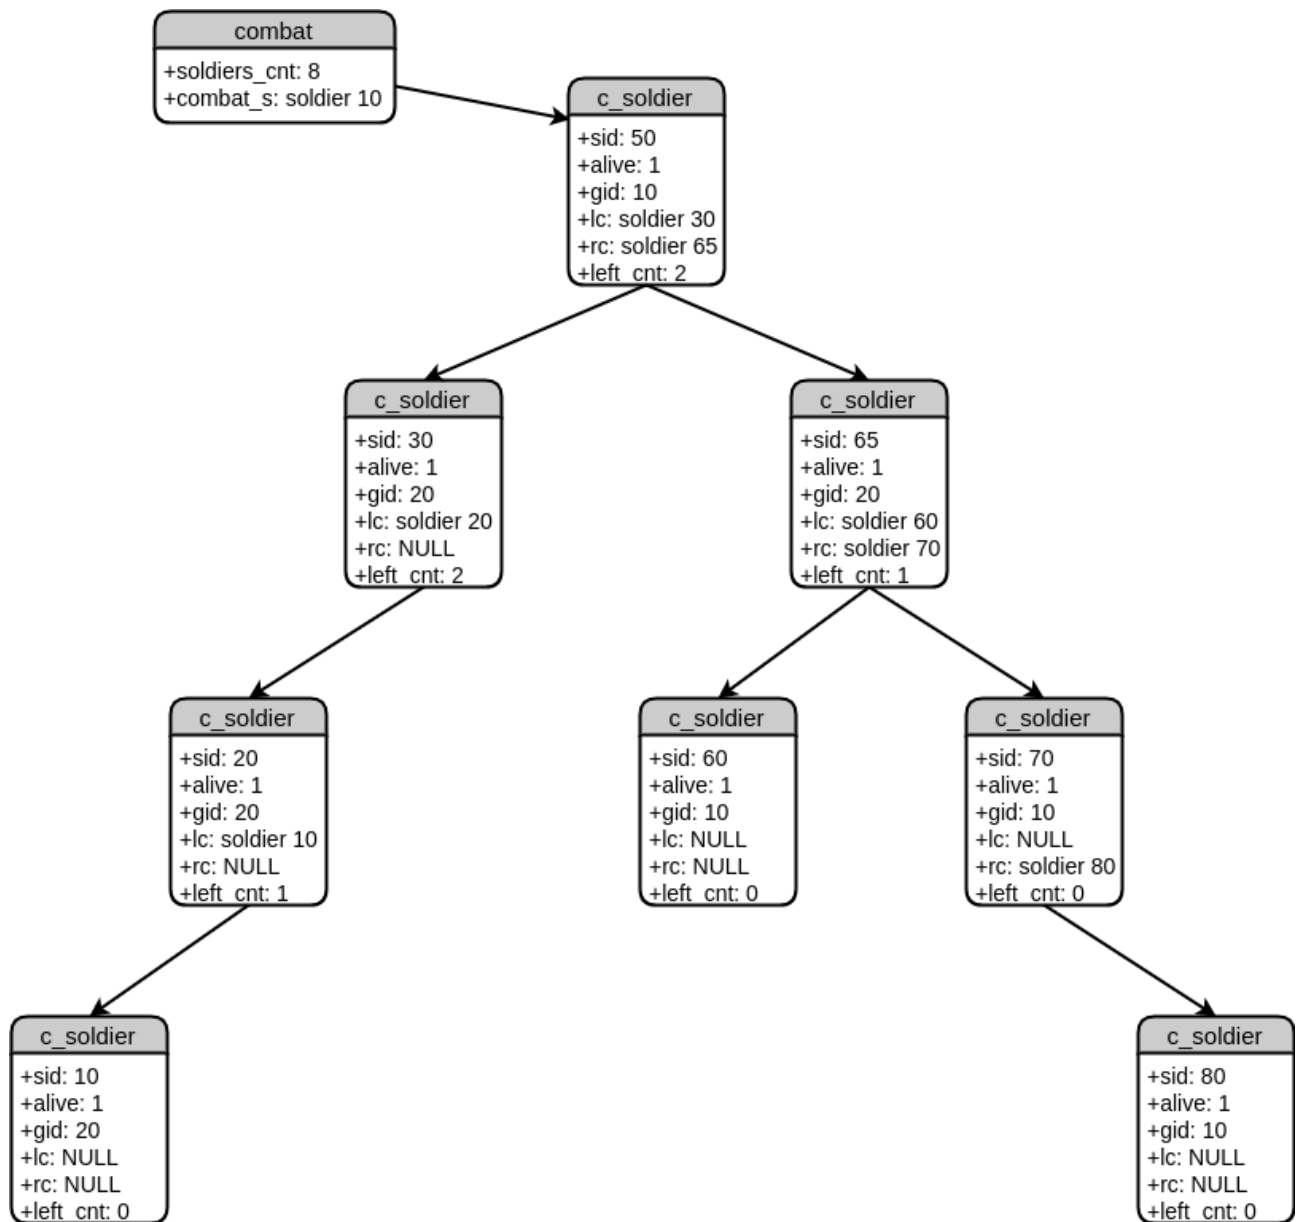 combat
+soldiers_cnt: 8
+combat_s: soldier 10
c_soldier
+sid: 50
+alive: 1
+gid: 10
+lc: soldier 30
+rc: soldier 65
+left_cnt: 2
c_soldier
+sid: 30
+alive: 1
+gid: 20
+lc: soldier 20
+rc: NULL
+left_cnt: 2
c_soldier
+sid: 65
+alive: 1
+gid: 20
+lc: soldier 60
+rc: soldier 70
+left_cnt: 1
c_soldier
+sid: 20
+alive: 1
+gid: 20
+lc: soldier 10
+rc: NULL
+left_cnt: 1
c_soldier
+sid: 60
+alive: 1
+gid: 10
+lc: NULL
+rc: NULL
+left_cnt: 0
c_soldier
+sid: 70
+alive: 1
+gid: 10
+lc: NULL
+rc: soldier 80
+left_cnt: 0
c_soldier
+sid: 10
+alive: 1
+gid: 20
+lc: NULL
+rc: NULL
+left_cnt: 0
c_soldier
+sid: 80
+alive: 1
+gid: 10
+lc: NULL
+rc: NULL
+left_cnt: 0